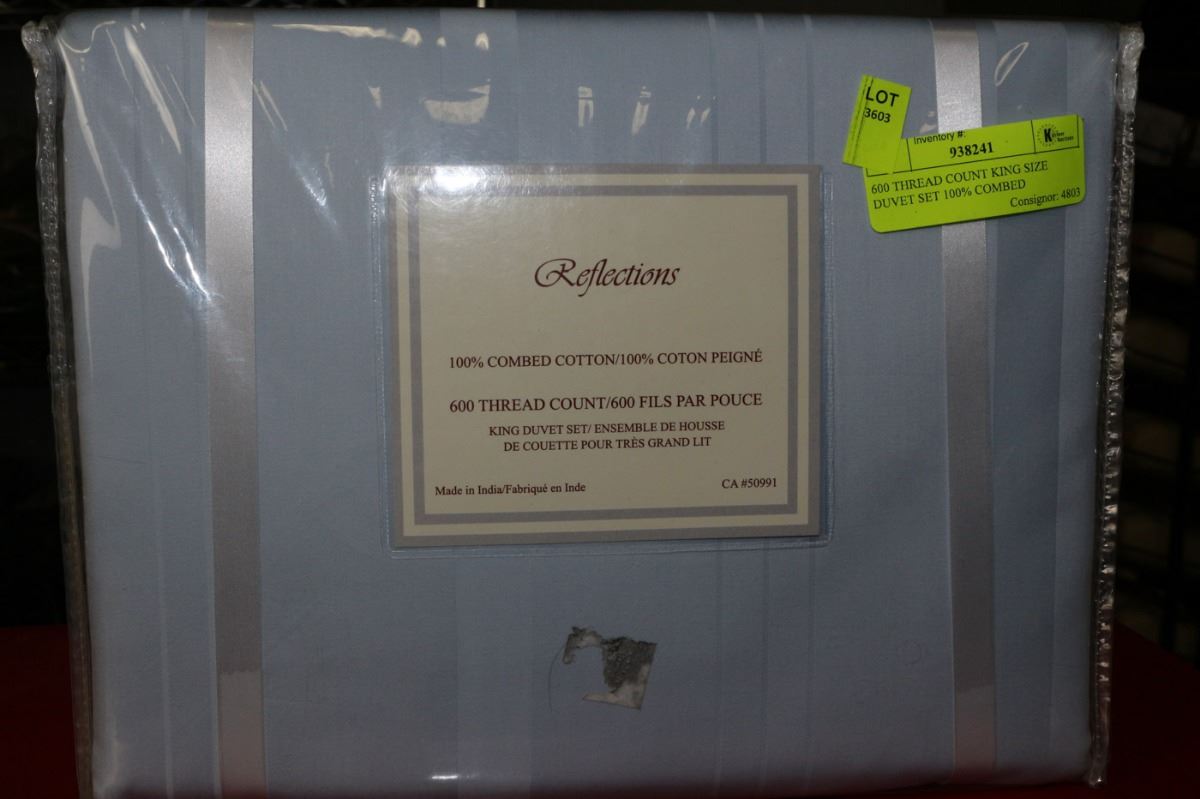 LOT
3603
Inventory #:
938241
K
600 THREAD COUNT KING SIZE
DUVET SET 100% COMBED
Consignor: 4803
Reflections
100% COMBED COTTON/100% COTON PEIGNÉ
600 THREAD COUNT/600 FILS PAR POUCE
KING DUVET SET/ ENSEMBLE DE HOUSSE
DE COUETTE POUR TRÈS GRAND LIT
Made in India/Fabriqué en Inde
CA #50991